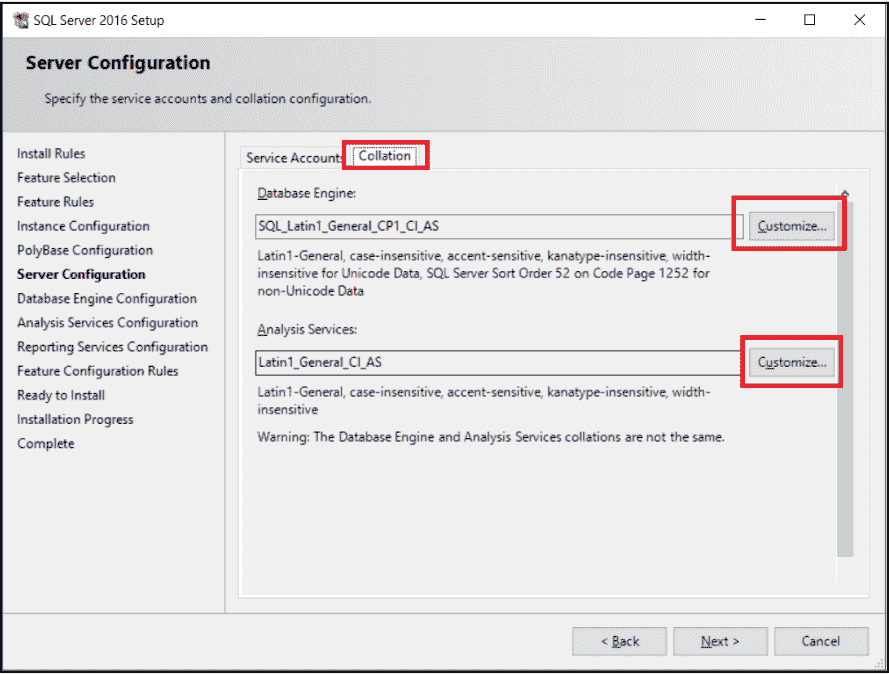 SQL Server 2016 Setup
Server Configuration
Specify the service accounts and collation configuration.
Install Rules
Feature Selection
Feature Rules
Instance Configuration
PolyBase Configuration
Server Configuration
Database Engine Configuration
Analysis Services Configuration
Reporting Services Configuration
Feature Configuration Rules
Ready to Install
Installation Progress
Complete
Service Accounts Collation
Database Engine:
SQL_Latin1_General_CP1_CI_AS Customize...
Latin1-General, case-insensitive, accent-sensitive, kanatype-insensitive, width-
insensitive for Unicode Data, SQL Server Sort Order 52 on Code Page 1252 for
non-Unicode Data
Analysis Services:
Latin1_General_CI_AS Customize...
Latin1-General, case-insensitive, accent-sensitive, kanatype-insensitive, width-
insensitive
Warning: The Database Engine and Analysis Services collations are not the same.
< Back Next > Cancel